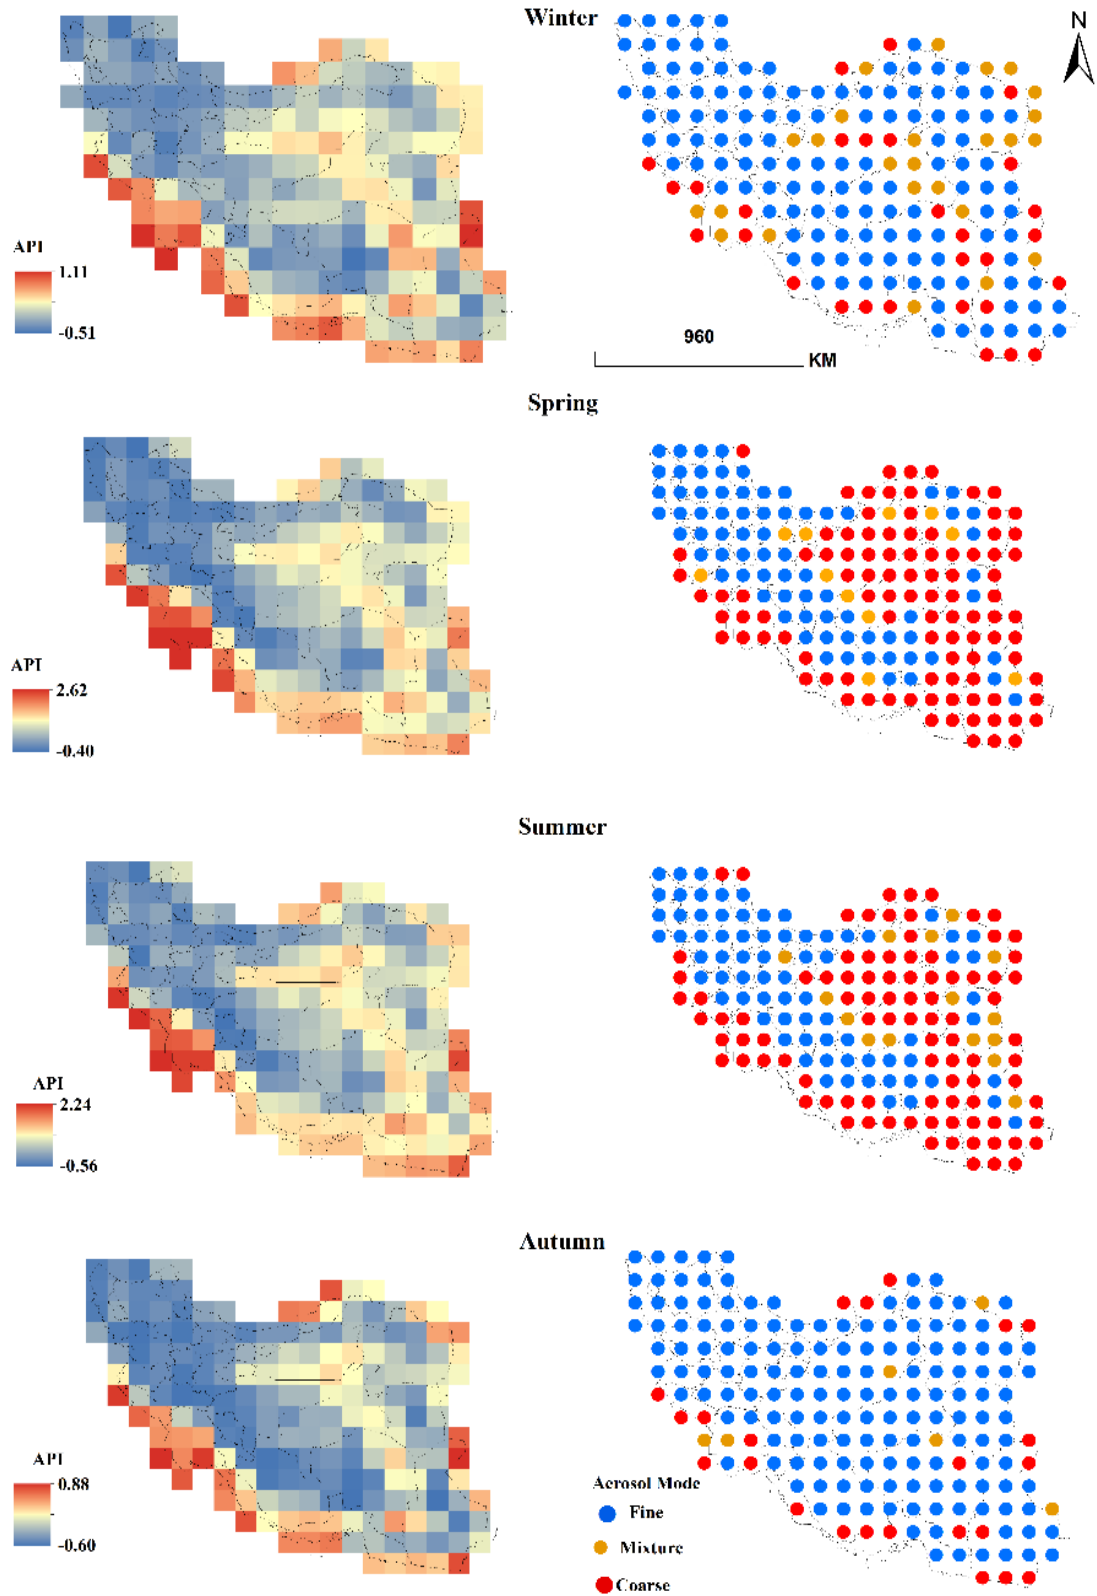 Winter
N
API
1.11
-0.51
960
KM
Spring
API
2.62
-0.40
Summer
API
2.24
-0.56
Autumn
API
0.88
-0.60
Aerosol Mode
Fine
Mixture
Coarse